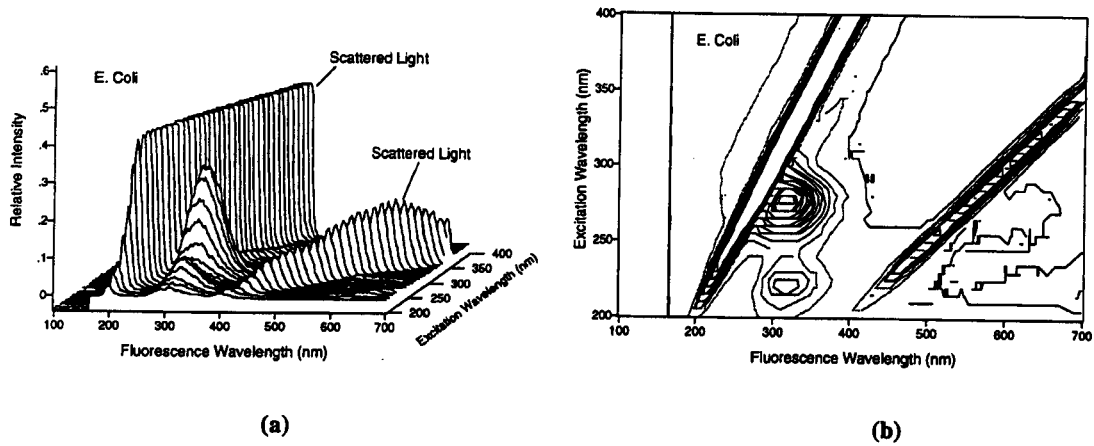 E. Coli
Scattered Light
Scattered Light
Relative Intensity
.6
.5
.4
.3
.2
.1
0
100 200 300 400 500 600 700
Fluorescence Wavelength (nm)
200 250 300 350 400
Excitation Wavelength (nm)
(a)
E. Coli
Excitation Wavelength (nm)
400
350
300
250
200
100 200 300 400 500 600 700
Fluorescence Wavelength (nm)
(b)